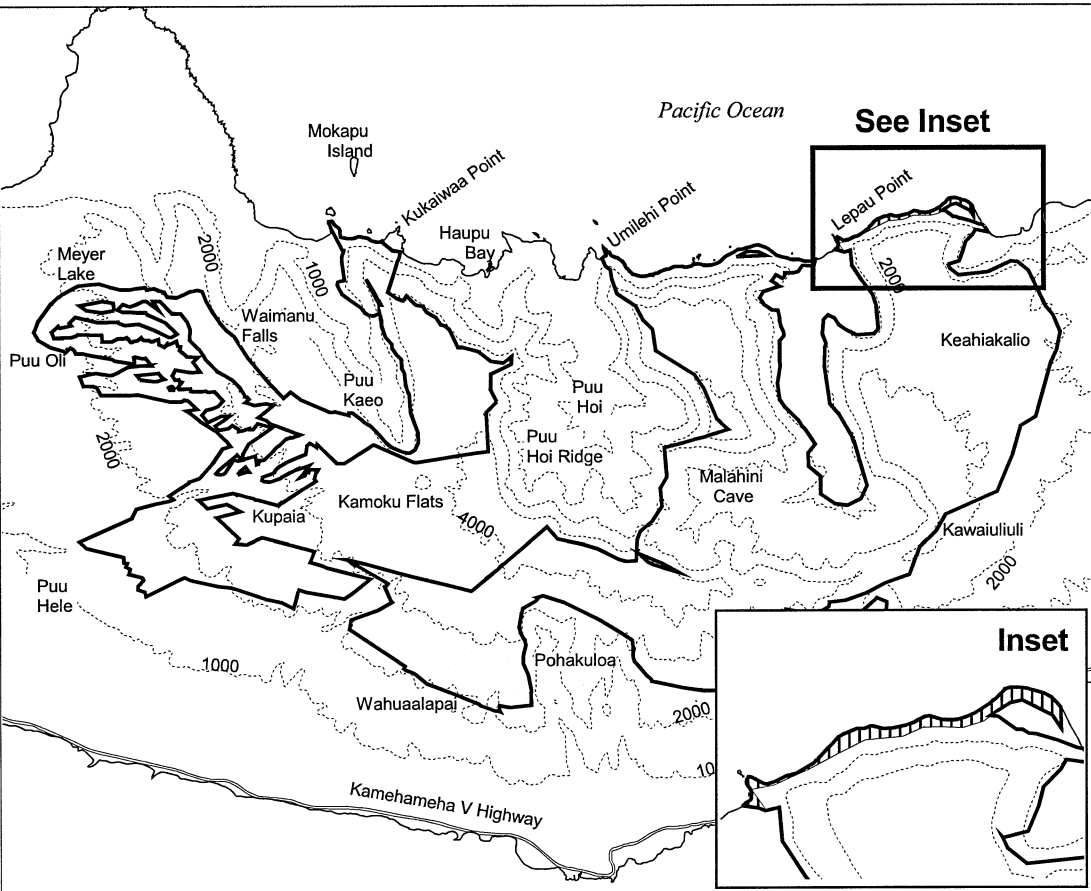 Pacific Ocean
See Inset
Mokapu
Island
Kukaiwaa Point
Umilehi Point
Lepau Point
Haupu
Bay
Meyer
Lake
2000
1000
2000
Waimanu
Falls
Keahiakalio
Puu Oli
Puu
Kaeo
Puu
Hoi
2000
Puu
Hoi Ridge
Malahini
Cave
Kamoku Flats
Kupaia
4000
Kawaiuliuli
2000
Puu
Hele
Inset
1000
Pohakuloa
Wahuaalapai
2000
10
Kamehameha V Highway